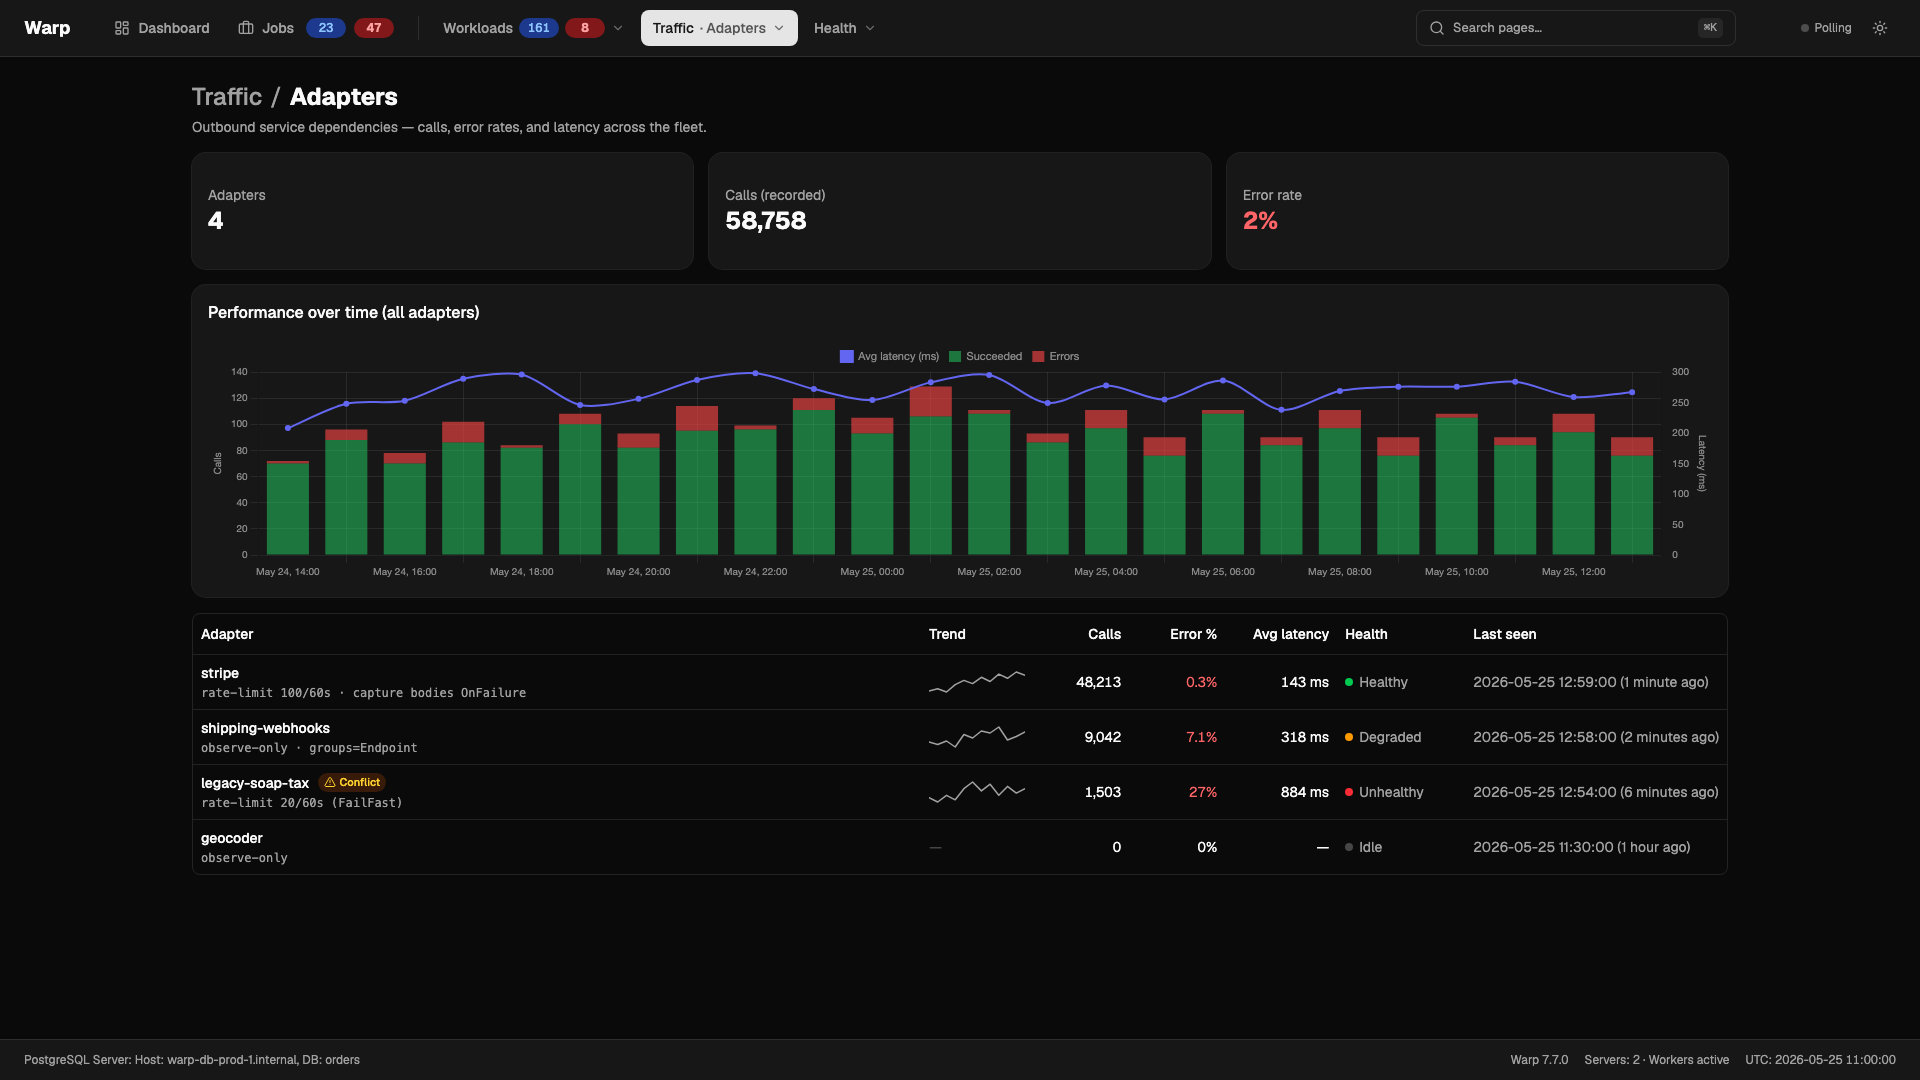 Warp
Dashboard
Jobs 23 47
Workloads 161 8
Traffic · Adapters
Health
Search pages... ⌘K
Polling
Traffic / Adapters
Outbound service dependencies — calls, error rates, and latency across the fleet.
Adapters
4
Calls (recorded)
58,758
Error rate
2%
Performance over time (all adapters)
Avg latency (ms) Succeeded Errors
140
120
100
80
60
40
20
0
Calls
300
250
200
150
100
50
0
Latency (ms)
May 24, 14:00 May 24, 16:00 May 24, 18:00 May 24, 20:00 May 24, 22:00 May 25, 00:00 May 25, 02:00 May 25, 04:00 May 25, 06:00 May 25, 08:00 May 25, 10:00 May 25, 12:00
Adapter Trend Calls Error % Avg latency Health Last seen
stripe
rate-limit 100/60s · capture bodies OnFailure
48,213 0.3% 143 ms Healthy 2026-05-25 12:59:00 (1 minute ago)
shipping-webhooks
observe-only · groups=Endpoint
9,042 7.1% 318 ms Degraded 2026-05-25 12:58:00 (2 minutes ago)
legacy-soap-tax Conflict
rate-limit 20/60s (FailFast)
1,503 27% 884 ms Unhealthy 2026-05-25 12:54:00 (6 minutes ago)
geocoder
observe-only
— 0 0% — Idle 2026-05-25 11:30:00 (1 hour ago)
PostgreSQL Server: Host: warp-db-prod-1.internal, DB: orders
Warp 7.7.0 Servers: 2 · Workers active UTC: 2026-05-25 11:00:00